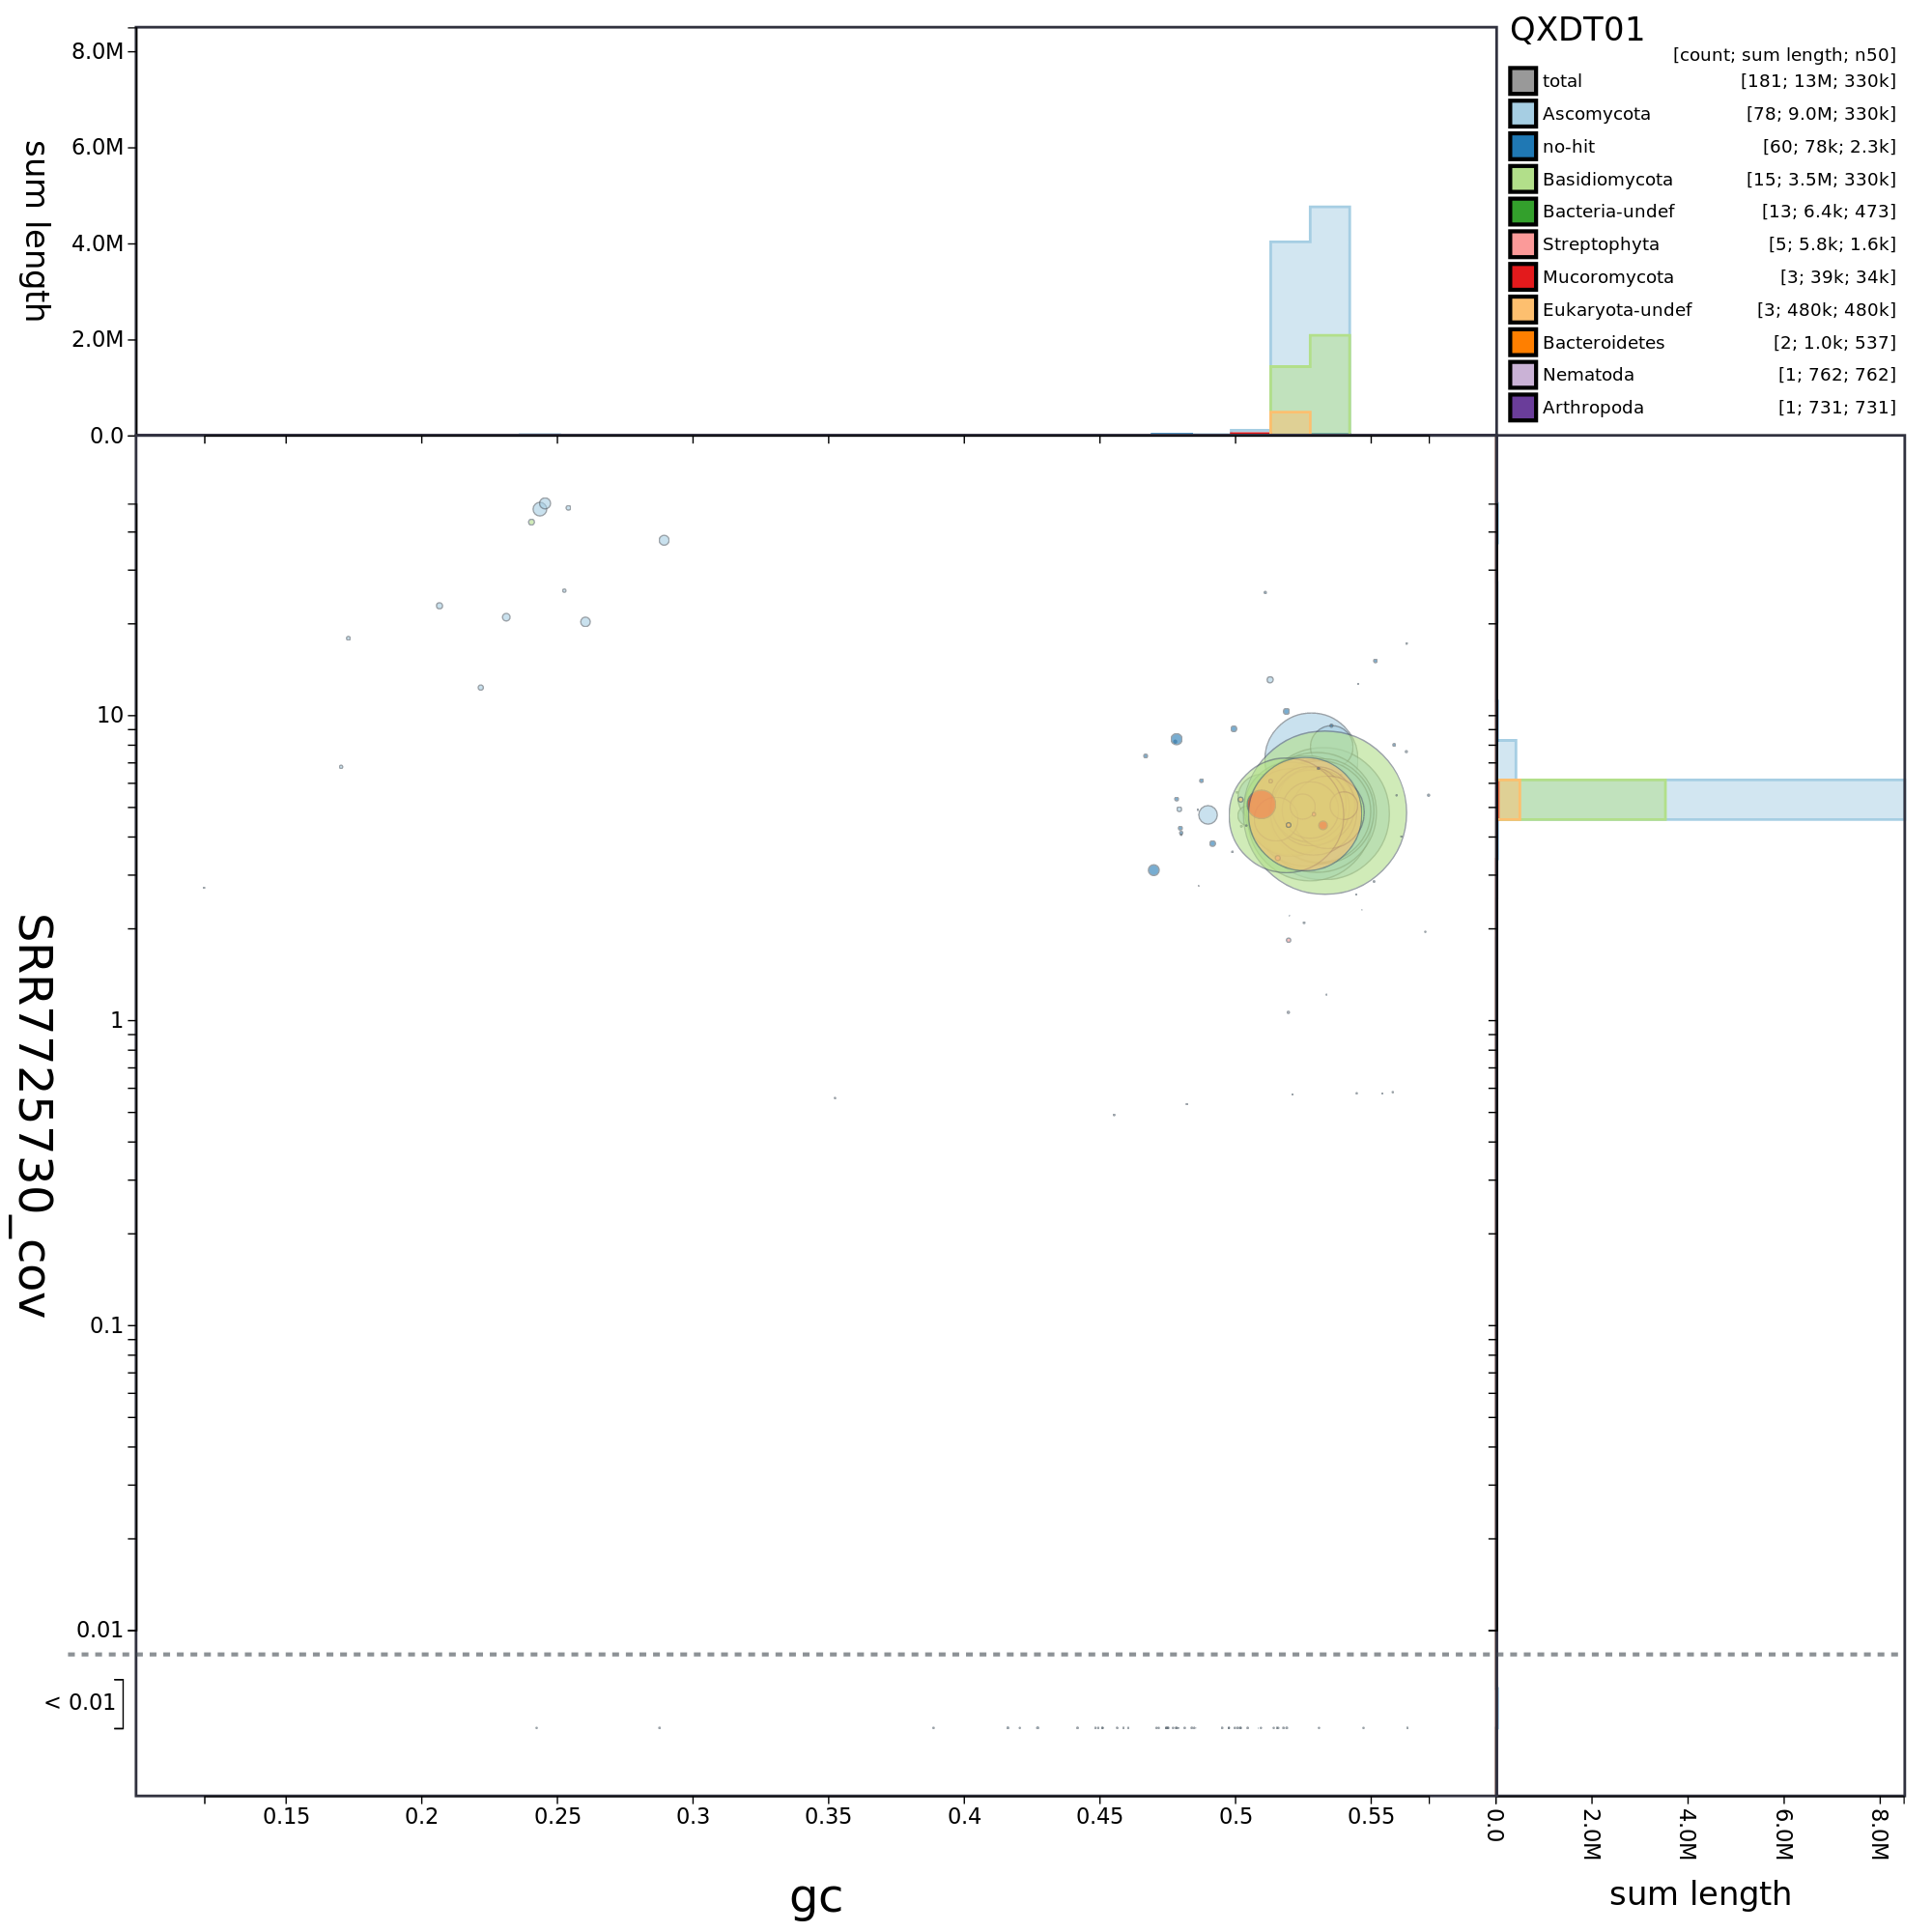 QXDT01
[count; sum length; n50]
total [181; 13M; 330k]
Ascomycota [78; 9.0M; 330k]
no-hit [60; 78k; 2.3k]
Basidiomycota [15; 3.5M; 330k]
Bacteria-undef [13; 6.4k; 473]
Streptophyta [5; 5.8k; 1.6k]
Mucoromycota [3; 39k; 34k]
Eukaryota-undef [3; 480k; 480k]
Bacteroidetes [2; 1.0k; 537]
Nematoda [1; 762; 762]
Arthropoda [1; 731; 731]
sum length
8.0M
6.0M
4.0M
2.0M
0.0
SRR7725730_cov
10
1
0.1
0.01
< 0.01
0.15 0.2 0.25 0.3 0.35 0.4 0.45 0.5 0.55
gc
0.0 2.0M 4.0M 6.0M 8.0M
sum length